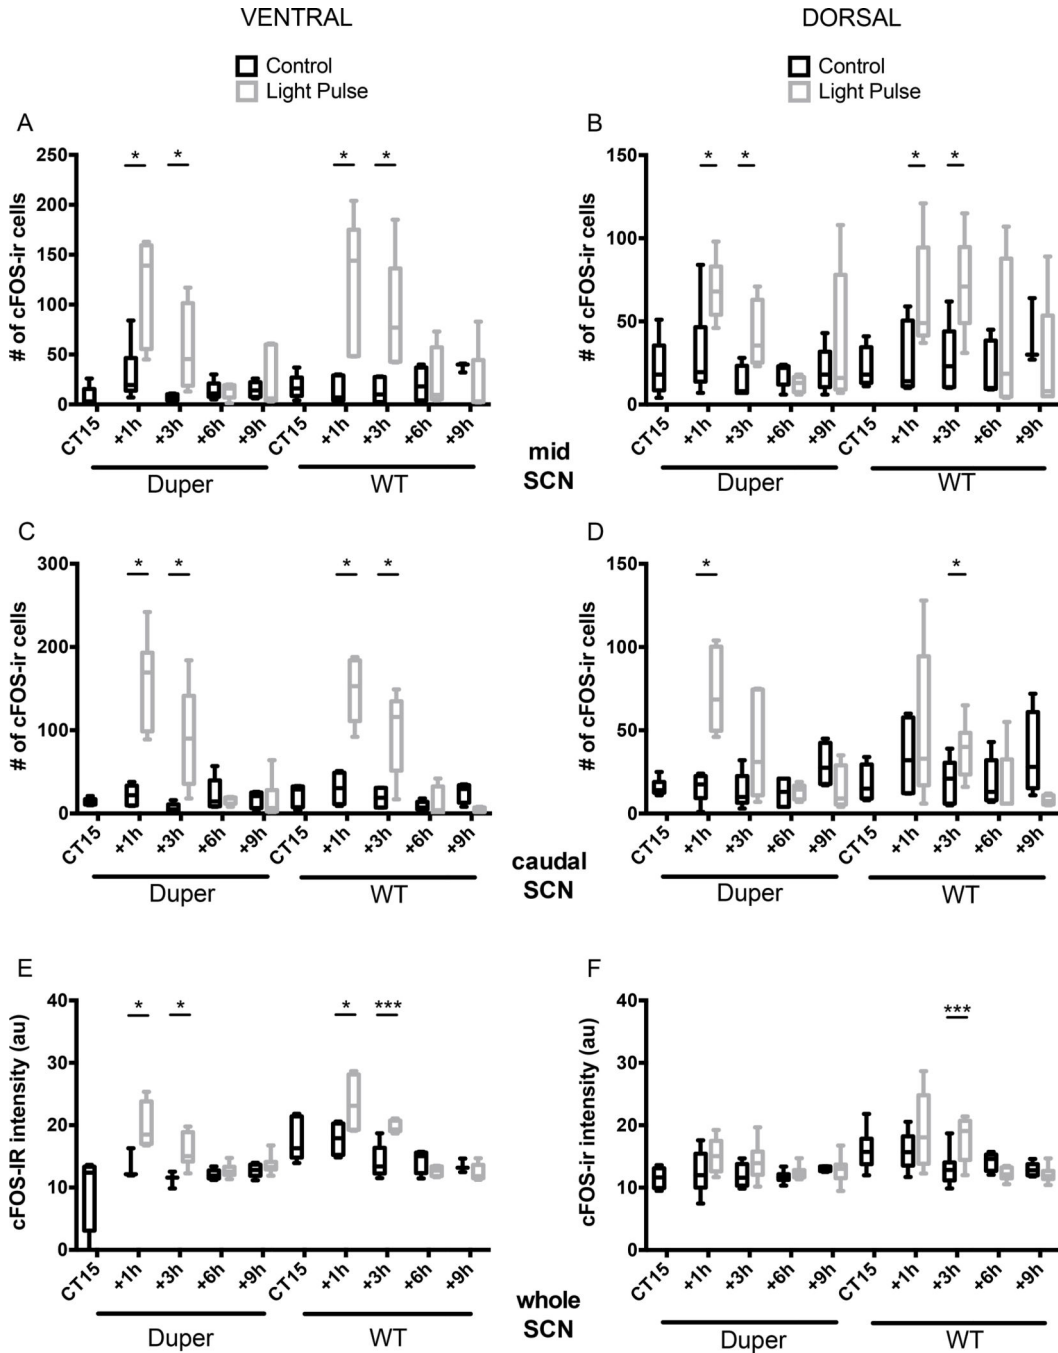 VENTRAL
DORSAL
Control
Light Pulse
Control
Light Pulse
A
* * * *
250
200
150
100
50
0
# of cFOS-ir cells
CT15 +1h +3h +6h +9h CT15 +1h +3h +6h +9h
Duper WT
B
* * * *
150
100
50
0
# of cFOS-ir cells
CT15 +1h +3h +6h +9h CT15 +1h +3h +6h +9h
Duper WT
mid
SCN
C
* * * *
300
200
100
0
# of cFOS-ir cells
CT15 +1h +3h +6h +9h CT15 +1h +3h +6h +9h
Duper WT
D
* *
150
100
50
0
# of cFOS-ir cells
CT15 +1h +3h +6h +9h CT15 +1h +3h +6h +9h
Duper WT
caudal
SCN
E
* * * ***
40
30
20
10
0
cFOS-IR intensity (au)
CT15 +1h +3h +6h +9h CT15 +1h +3h +6h +9h
Duper WT
F
***
40
30
20
10
0
cFOS-ir intensity (au)
CT15 +1h +3h +6h +9h CT15 +1h +3h +6h +9h
Duper WT
whole
SCN